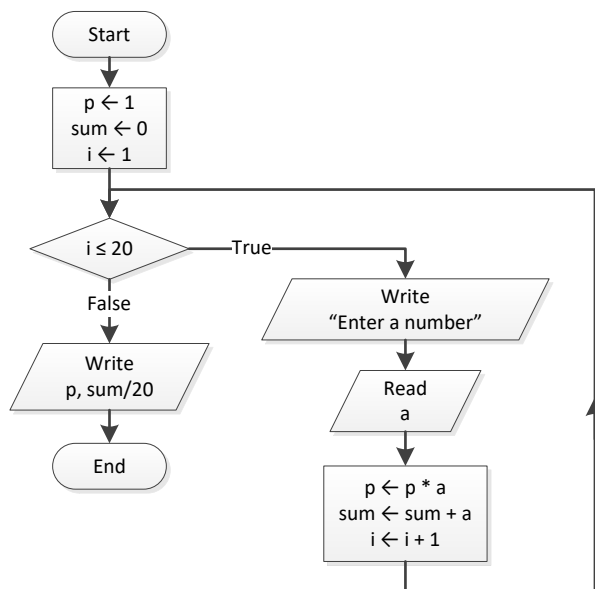 Start
p ← 1
sum ← 0
i ← 1
i ≤ 20
True
False
Write
“Enter a number”
Write
p, sum/20
Read
a
End
p ← p * a
sum ← sum + a
i ← i + 1